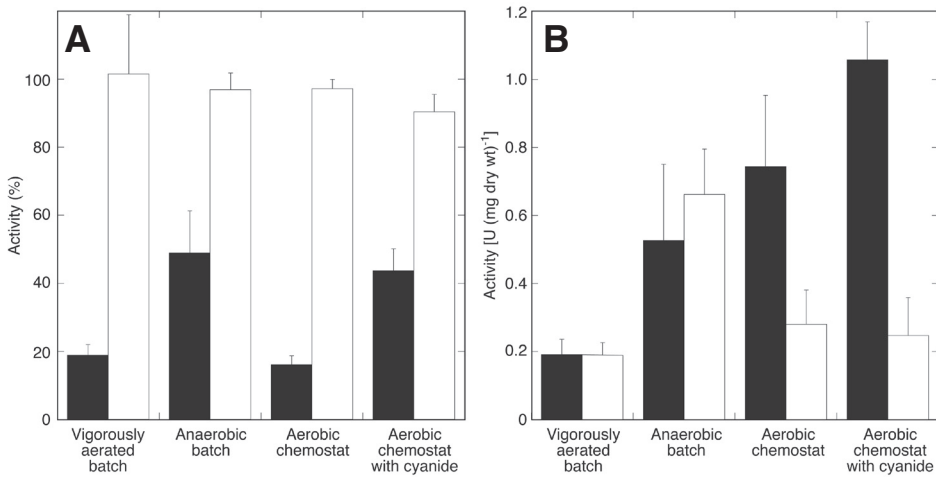 A
Activity (%)
100
80
60
40
20
0
Vigorously
aerated
batch
Anaerobic
batch
Aerobic
chemostat
Aerobic
chemostat
with cyanide
B
Activity [U (mg dry wt)⁻¹]
1.2
1.0
0.8
0.6
0.4
0.2
0
Vigorously
aerated
batch
Anaerobic
batch
Aerobic
chemostat
Aerobic
chemostat
with cyanide